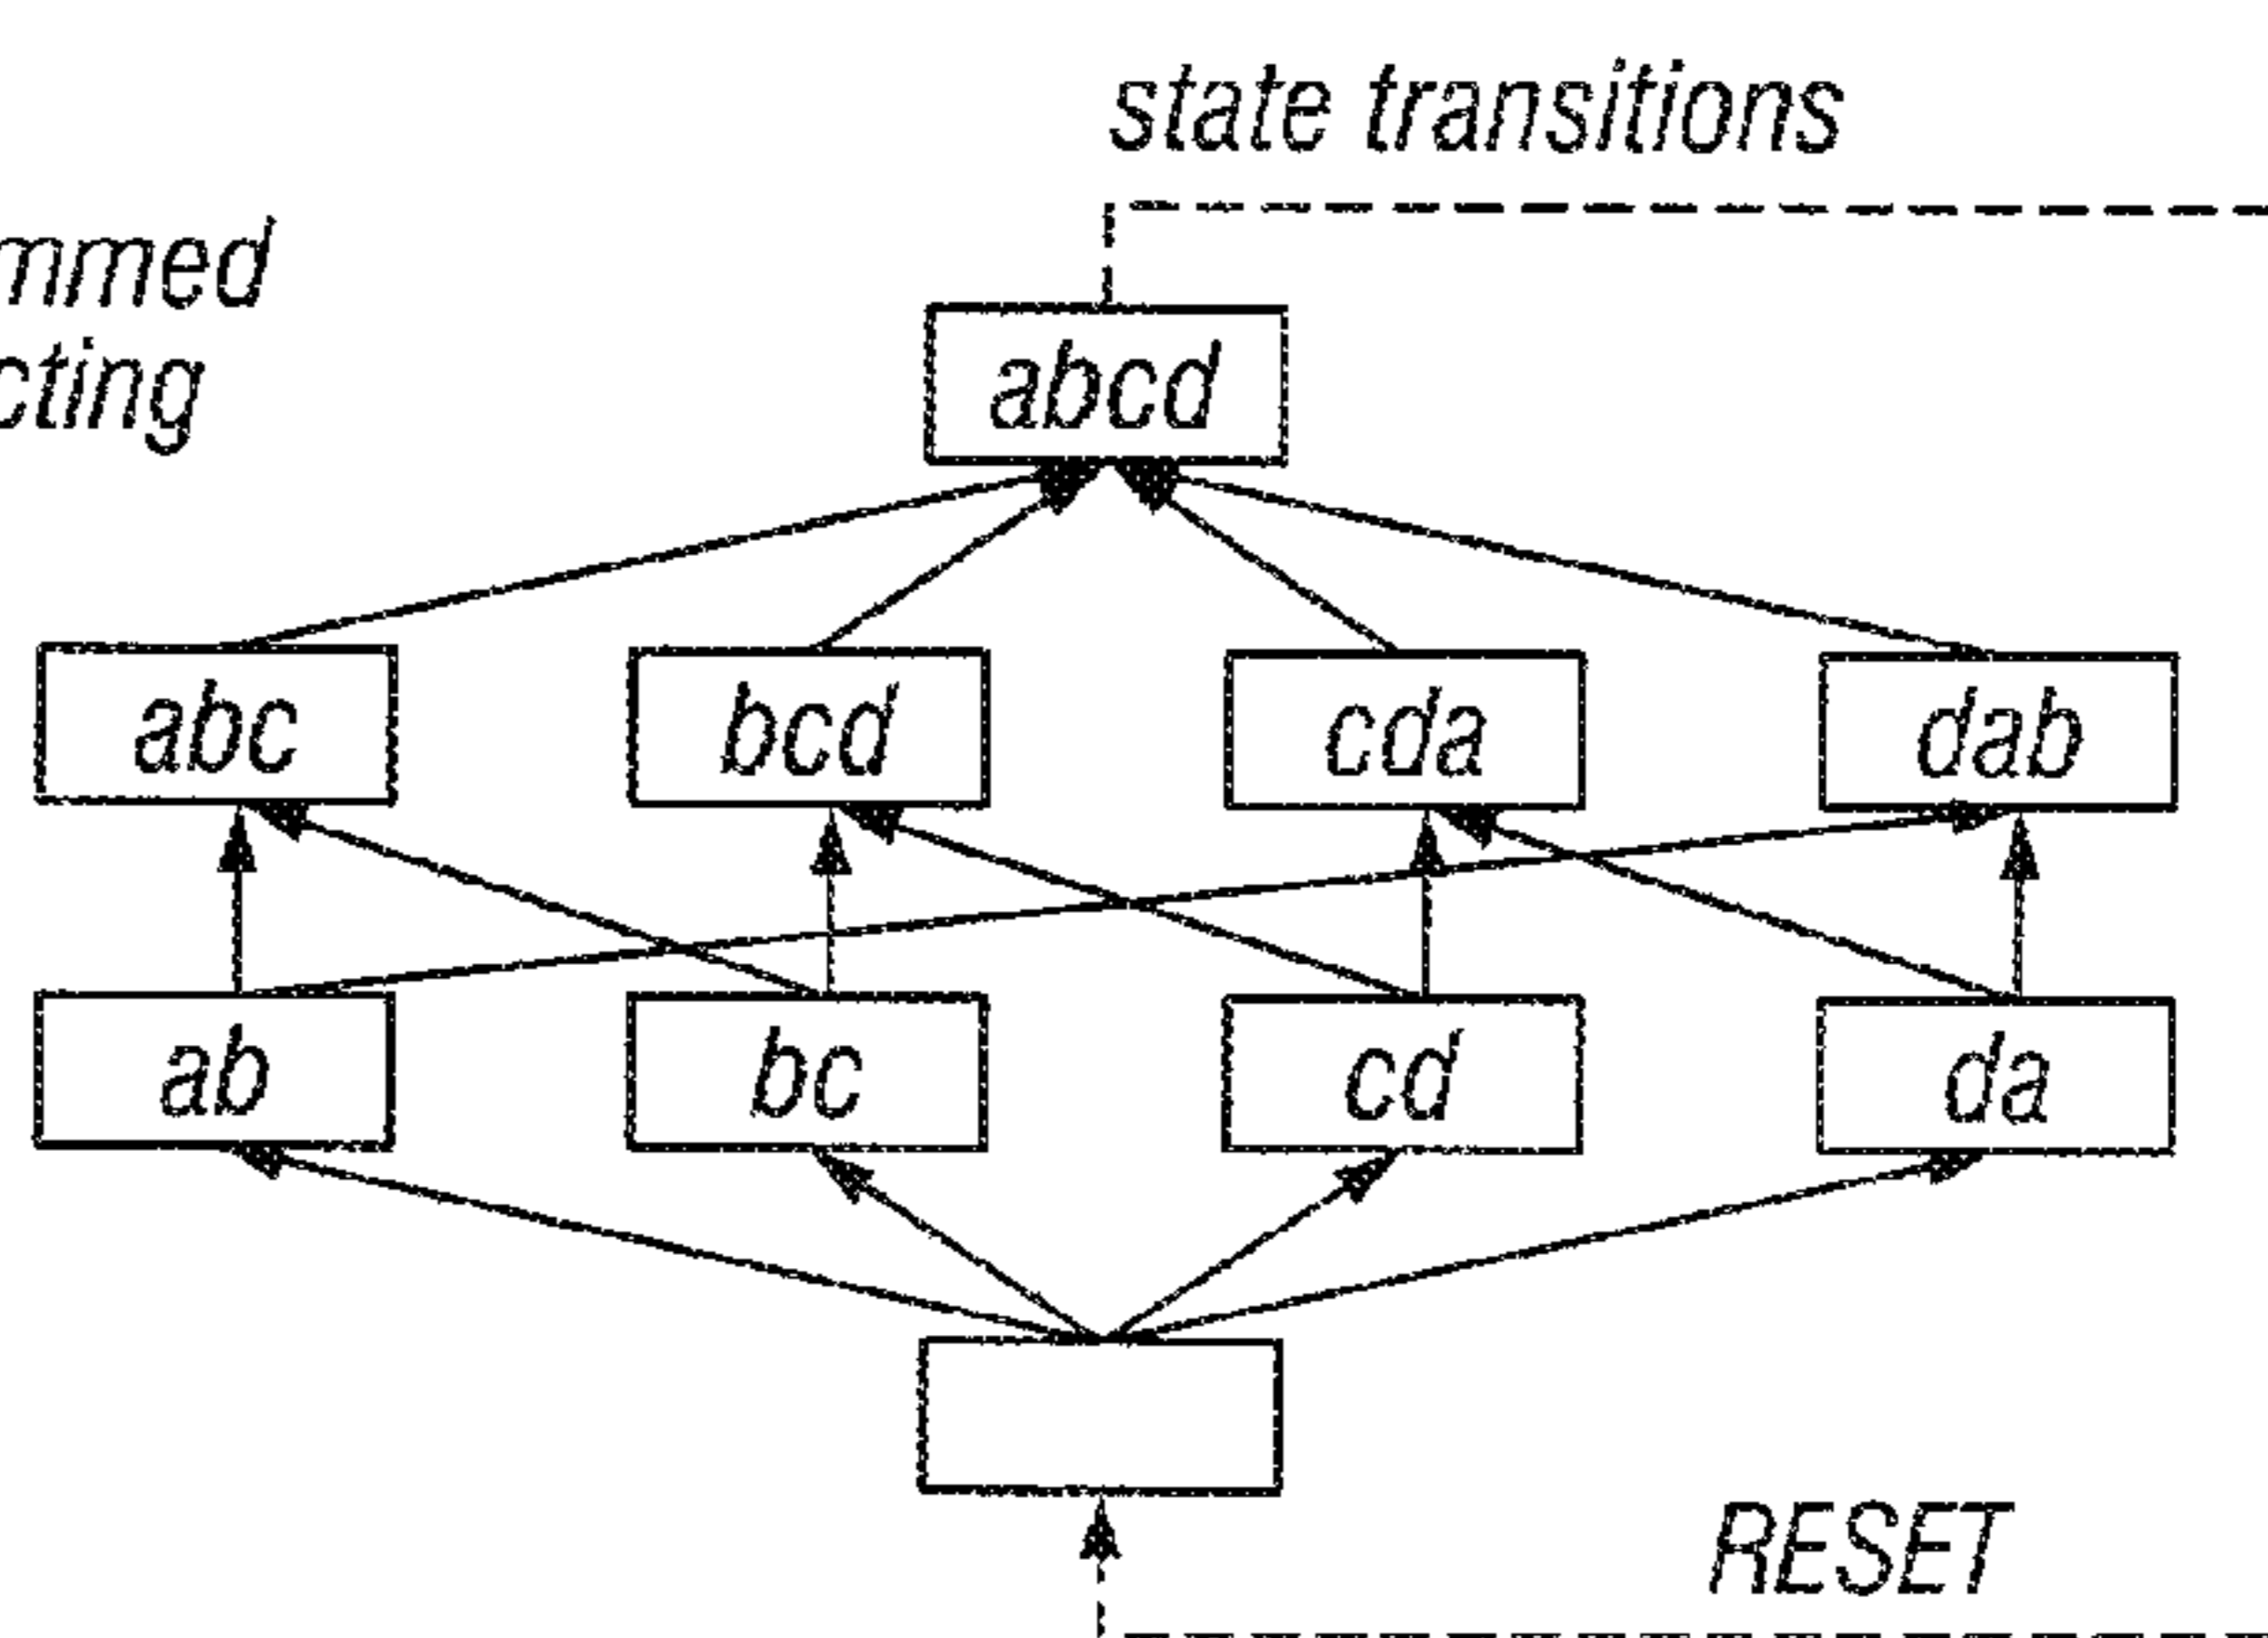 state transitions
mmed
cting
abcd
abc bcd cda dab
ab bc cd da
RESET